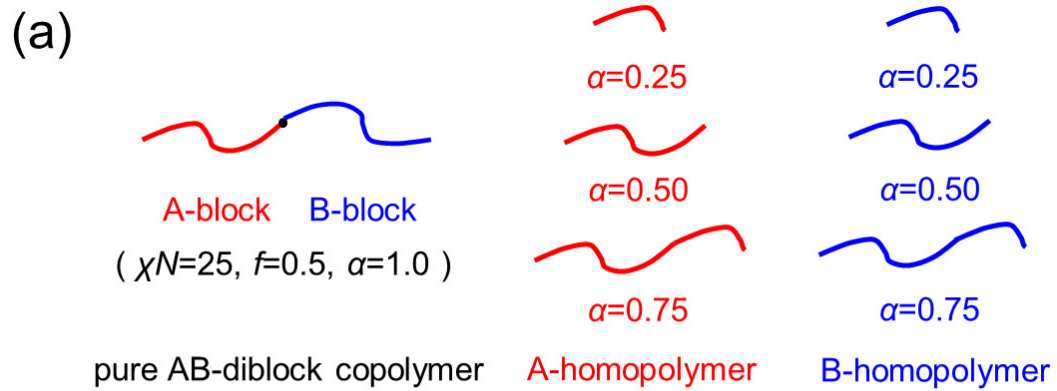 (a)
α=0.25
α=0.25
α=0.50
α=0.50
A-block B-block
( χN=25, f=0.5, α=1.0 )
α=0.75
α=0.75
pure AB-diblock copolymer
A-homopolymer
B-homopolymer